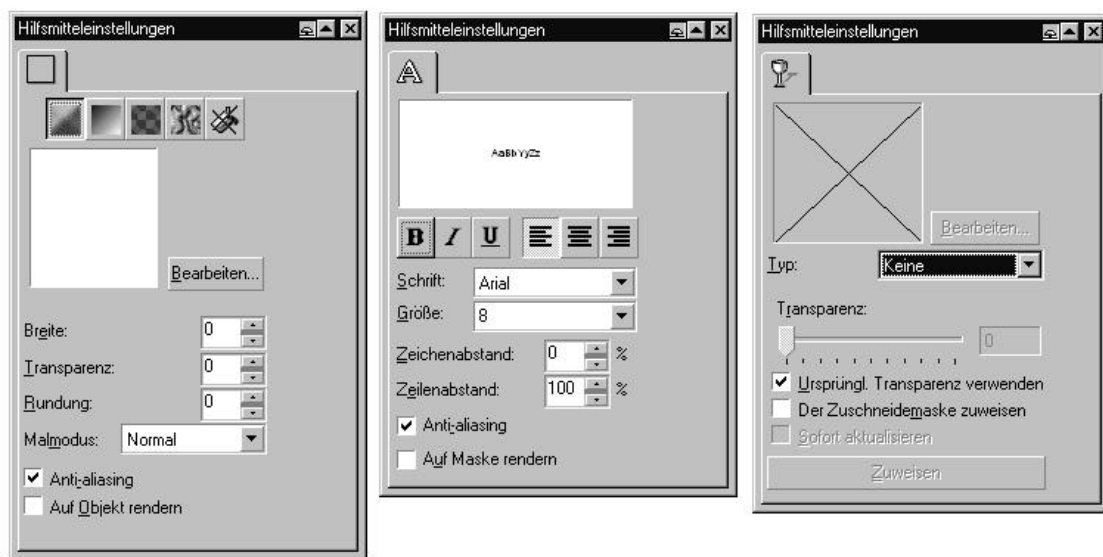 Hilfsmitteleinstellungen
Bearbeiten...
Breite: 0
Transparenz: 0
Rundung: 0
Malmodus: Normal
Anti-aliasing
Auf Objekt rendern
Hilfsmitteleinstellungen
A
AaBbYyZz
B I U
Schrift: Arial
Größe: 8
Zeichenabstand: 0 %
Zeilenabstand: 100 %
Anti-aliasing
Auf Maske rendern
Hilfsmitteleinstellungen
Bearbeiten...
Typ: Keine
Transparenz:
0
Ursprüngl. Transparenz verwenden
Der Zuschneidemaske zuweisen
Sofort aktualisieren
Zuweisen